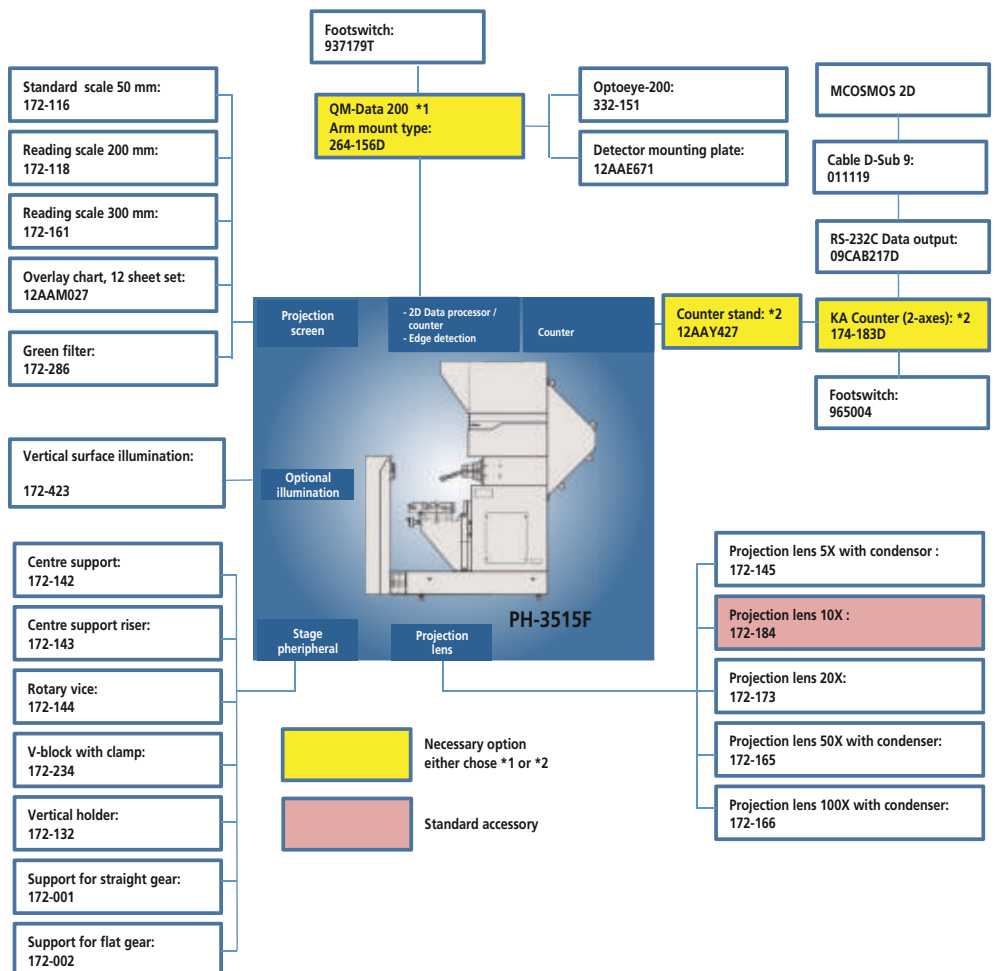 Footswitch:
937179T
Standard scale 50 mm:
172-116
Reading scale 200 mm:
172-118
Reading scale 300 mm:
172-161
Overlay chart, 12 sheet set:
12AAM027
Green filter:
172-286
QM-Data 200 *1
Arm mount type:
264-156D
Optoeye-200:
332-151
Detector mounting plate:
12AAE671
MCOSMOS 2D
Cable D-Sub 9:
011119
RS-232C Data output:
09CAB217D
Counter stand: *2
12AAY427
KA Counter (2-axes): *2
174-183D
Footswitch:
965004
Projection
screen
- 2D Data processor /
counter
- Edge detection
Counter
Vertical surface illumination:
172-423
Optional
illumination
PH-3515F
Stage
pheripheral
Projection
lens
Centre support:
172-142
Centre support riser:
172-143
Rotary vice:
172-144
V-block with clamp:
172-234
Vertical holder:
172-132
Support for straight gear:
172-001
Support for flat gear:
172-002
Necessary option
either chose *1 or *2
Standard accessory
Projection lens 5X with condensor :
172-145
Projection lens 10X :
172-184
Projection lens 20X:
172-173
Projection lens 50X with condenser:
172-165
Projection lens 100X with condenser:
172-166